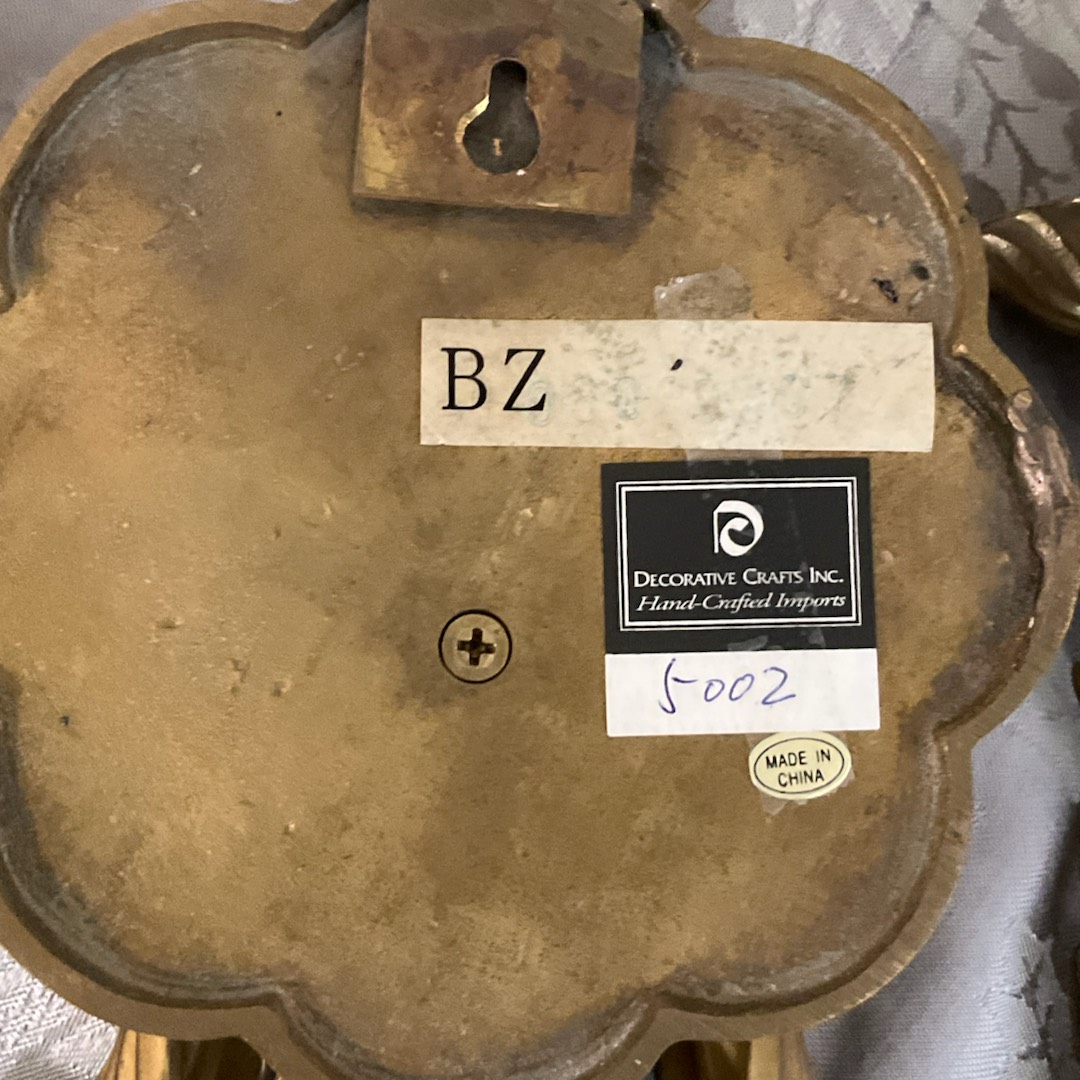 BZ
DECORATIVE CRAFTS INC.
Hand-Crafted Imports
5002
MADE IN
CHINA